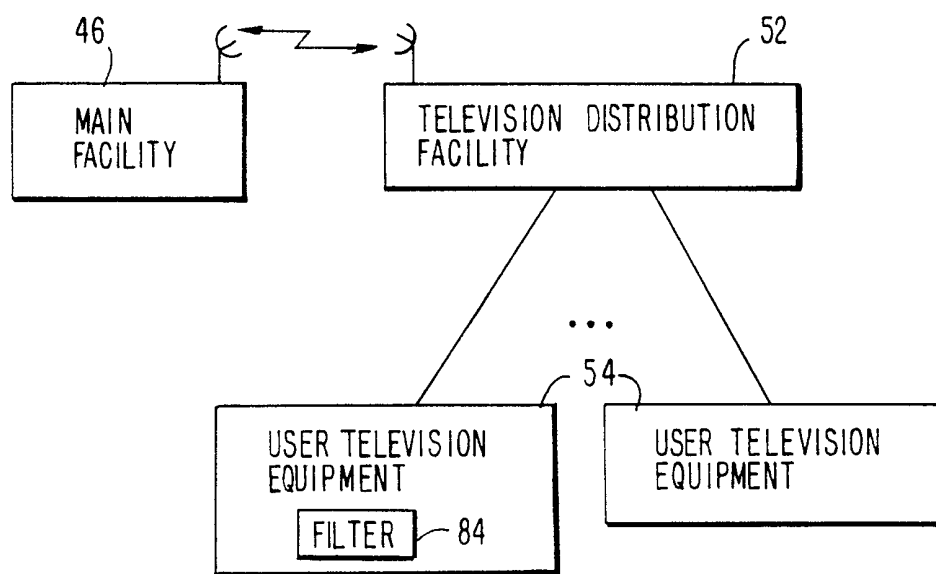 46
52
MAIN
FACILITY
TELEVISION DISTRIBUTION
FACILITY
...
54
USER TELEVISION
EQUIPMENT
FILTER
84
USER TELEVISION
EQUIPMENT